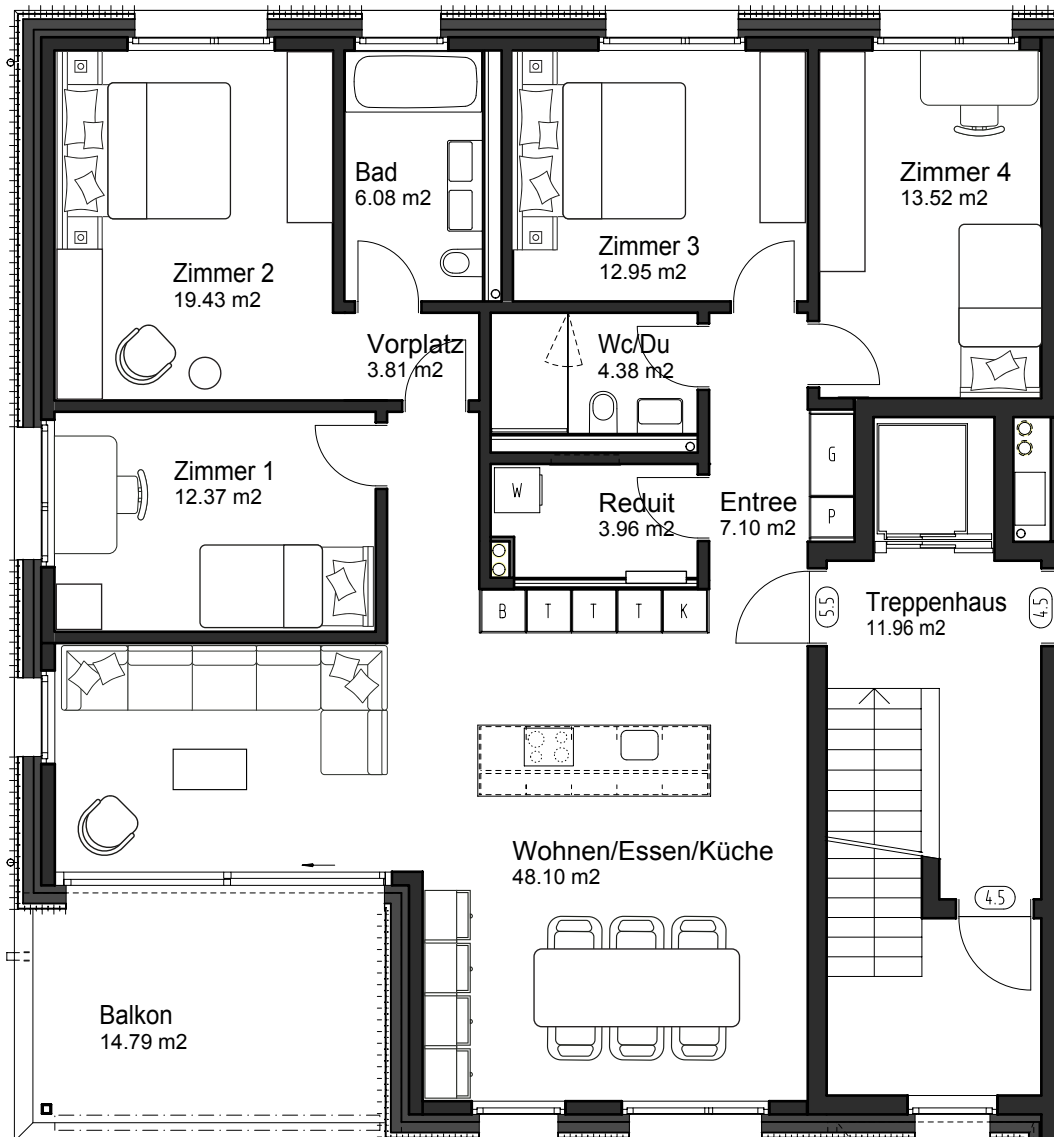 Bad
6.08 m2
Zimmer 4
13.52 m2
Zimmer 3
12.95 m2
Zimmer 2
19.43 m2
Vorplatz
3.81 m2
Wc/Du
4.38 m2
Zimmer 1
12.37 m2
G
W
Reduit
3.96 m2
Entree
7.10 m2
P
B
T
T
T
K
5.5
Treppenhaus
11.96 m2
4.5
Wohnen/Essen/Küche
48.10 m2
4.5
Balkon
14.79 m2